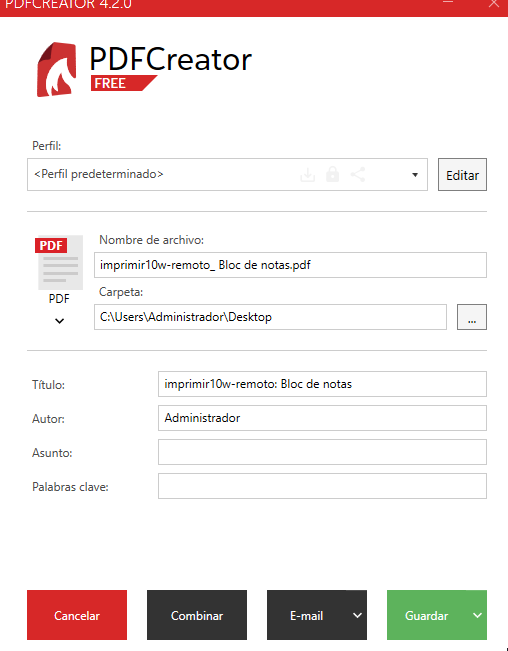 PDFCREATOR 4.2.0
PDFCreator
FREE
Perfil:
<Perfil predeterminado>
Editar
PDF
Nombre de archivo:
imprimir10w-remoto_ Bloc de notas.pdf
PDF
Carpeta:
C:\Users\Administrador\Desktop
...
Título:
imprimir10w-remoto: Bloc de notas
Autor:
Administrador
Asunto:
Palabras clave:
Cancelar
Combinar
E-mail
Guardar